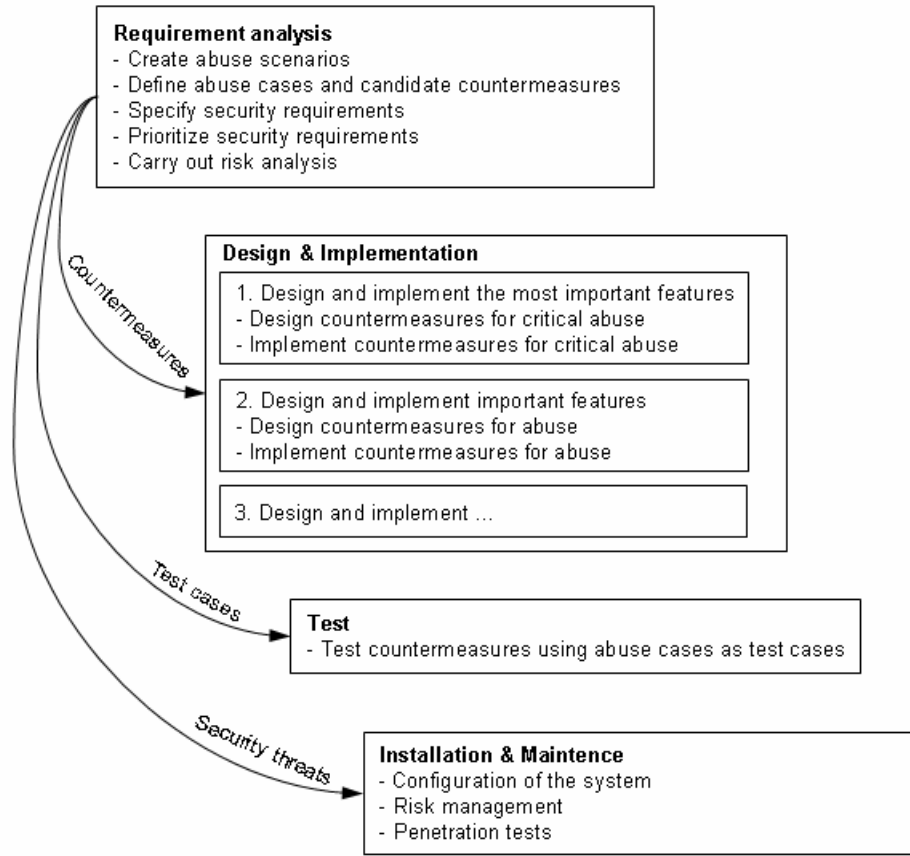 Requirement analysis
- Create abuse scenarios
- Define abuse cases and candidate countermeasures
- Specify security requirements
- Prioritize security requirements
- Carry out risk analysis
Countermeasures
Design & Implementation
1. Design and implement the most important features
- Design countermeasures for critical abuse
- Implement countermeasures for critical abuse
2. Design and implement important features
- Design countermeasures for abuse
- Implement countermeasures for abuse
3. Design and implement ...
Test cases
Test
- Test countermeasures using abuse cases as test cases
Security threats
Installation & Maintence
- Configuration of the system
- Risk management
- Penetration tests